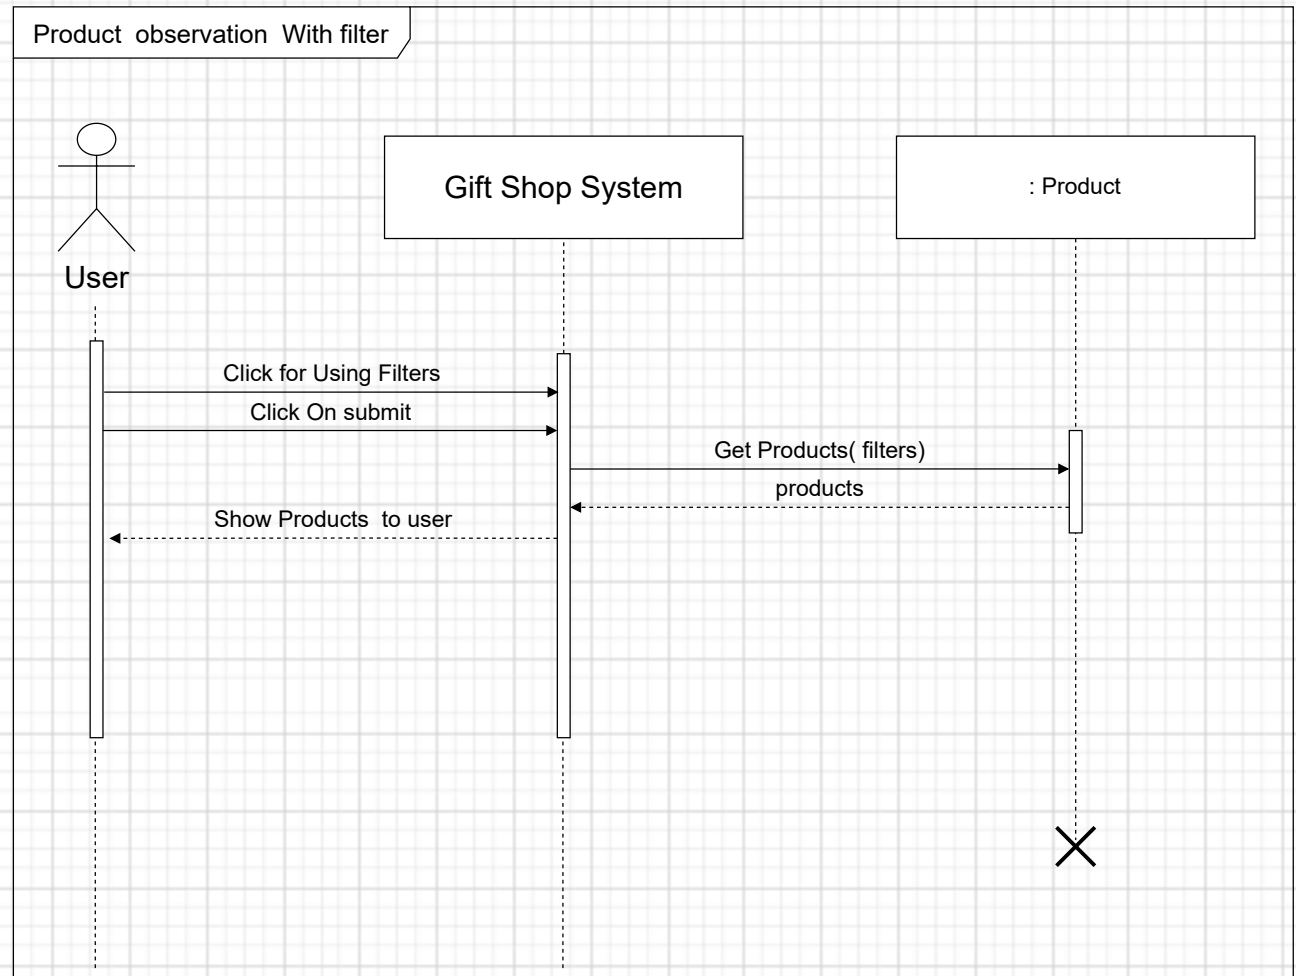 Product  observation  With filter
Gift Shop System
: Product
User
Click for Using Filters
Click On submit
Get Products( filters)
products
Show Products  to user